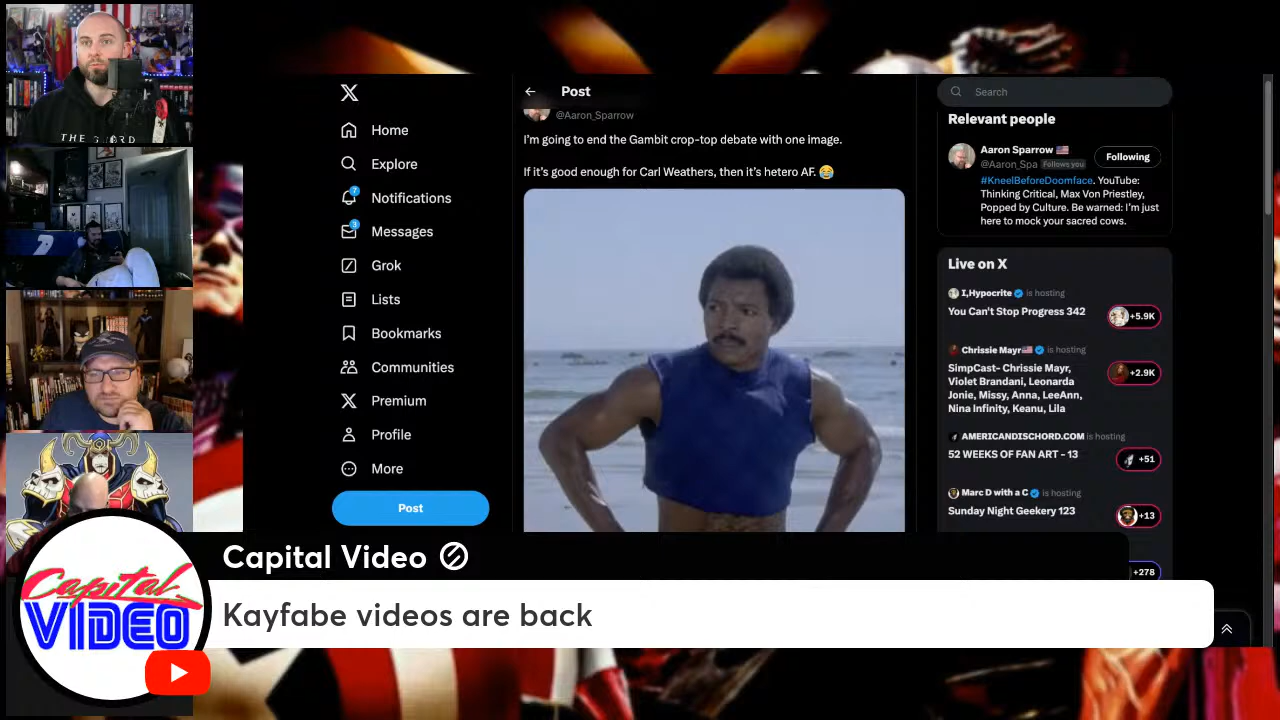 THE
Home
Explore
7
Notifications
3
Messages
Grok
Lists
Bookmarks
Communities
Premium
Profile
More
Post
Post
@Aaron_Sparrow
I'm going to end the Gambit crop-top debate with one image.
If it's good enough for Carl Weathers, then it's hetero AF. 😂
Search
Relevant people
Aaron Sparrow 🇺🇸
@Aaron_Spa Follows you
Following
#KneelBeforeDoomface. YouTube:
Thinking Critical, Max Von Priestley,
Popped by Culture. Be warned: I'm just
here to mock your sacred cows.
Live on X
I,Hypocrite is hosting
You Can't Stop Progress 342
+5.9K
Chrissie Mayr🇺🇸 is hosting
SimpCast- Chrissie Mayr,
Violet Brandani, Leonarda
Jonie, Missy, Anna, LeeAnn,
Nina Infinity, Keanu, Lila
+2.9K
AMERICANDISCHORD.COM is hosting
52 WEEKS OF FAN ART - 13
+51
Marc D with a C is hosting
Sunday Night Geekery 123
+13
+278
Capital Video
Kayfabe videos are back
Capital
VIDEO